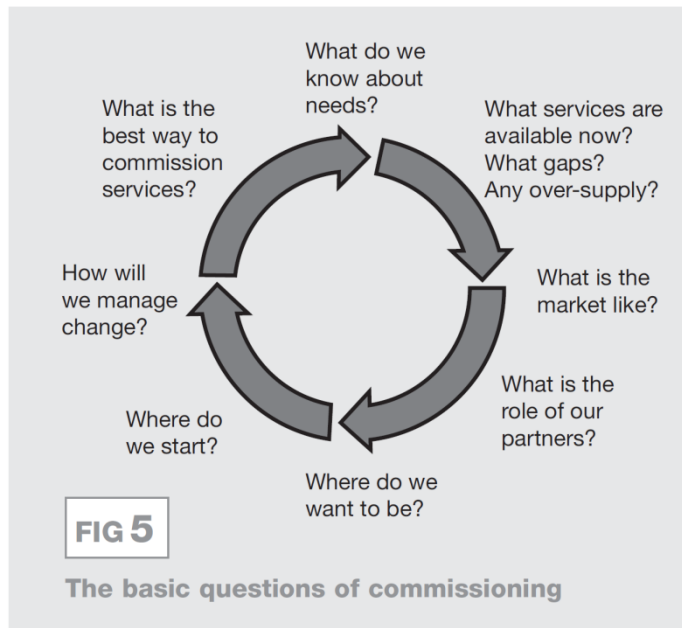 What do we
know about
needs?
What services are
available now?
What gaps?
Any over-supply?
What is the
market like?
What is the
role of our
partners?
Where do we
want to be?
Where do
we start?
How will
we manage
change?
What is the
best way to
commission
services?
FIG 5
The basic questions of commissioning